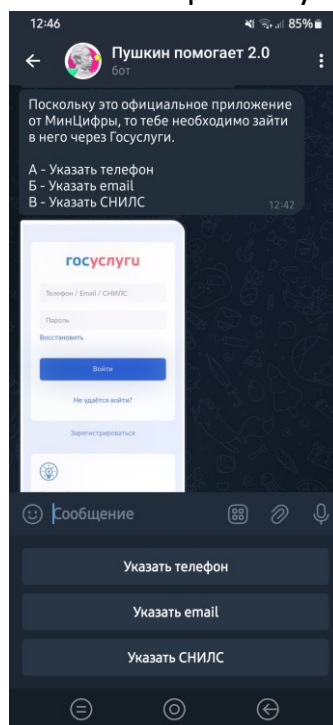 12:46
85%
Пушкин помогает 2.0
бот
Поскольку это официальное приложение
от МинЦифры, то тебе необходимо зайти
в него через Госуслуги.
А - Указать телефон
Б - Указать email
В - Указать СНИЛС
12:42
госуслуги
Телефон / Email / СНИЛС
Пароль
Восстановить
Войти
Не удаётся войти?
Зарегистрироваться
Сообщение
Указать телефон
Указать email
Указать СНИЛС